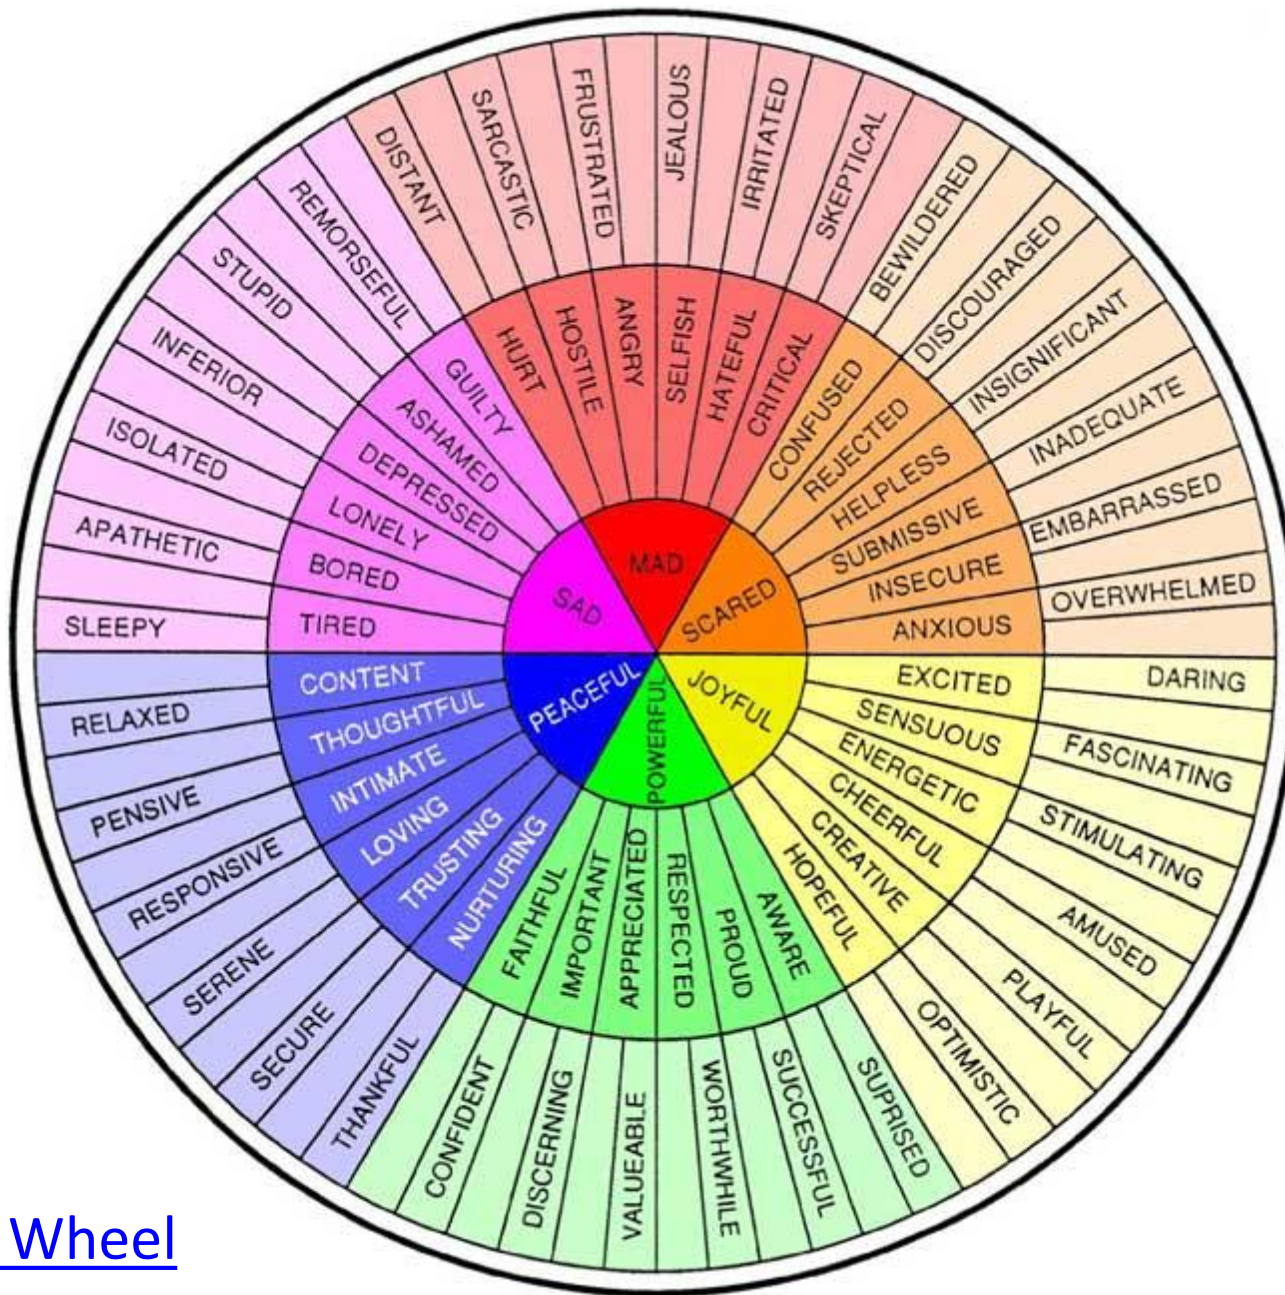 MAD
SCARED
JOYFUL
POWERFUL
PEACEFUL
SAD
HURT
HOSTILE
ANGRY
SELFISH
HATEFUL
CRITICAL
CONFUSED
REJECTED
HELPLESS
SUBMISSIVE
INSECURE
ANXIOUS
EXCITED
SENSUOUS
ENERGETIC
CHEERFUL
CREATIVE
HOPEFUL
AWARE
PROUD
RESPECTED
APPRECIATED
IMPORTANT
FAITHFUL
NURTURING
TRUSTING
LOVING
INTIMATE
THOUGHTFUL
CONTENT
TIRED
BORED
LONELY
DEPRESSED
ASHAMED
GUILTY
DISTANT
SARCASTIC
FRUSTRATED
JEALOUS
IRRITATED
SKEPTICAL
BEWILDERED
DISCOURAGED
INSIGNIFICANT
INADEQUATE
EMBARRASSED
OVERWHELMED
DARING
FASCINATING
STIMULATING
AMUSED
PLAYFUL
OPTIMISTIC
SUPRISED
SUCCESSFUL
WORTHWHILE
VALUEABLE
DISCERNING
CONFIDENT
THANKFUL
SECURE
SERENE
RESPONSIVE
PENSIVE
RELAXED
SLEEPY
APATHETIC
ISOLATED
INFERIOR
STUPID
REMORSEFUL
Wheel